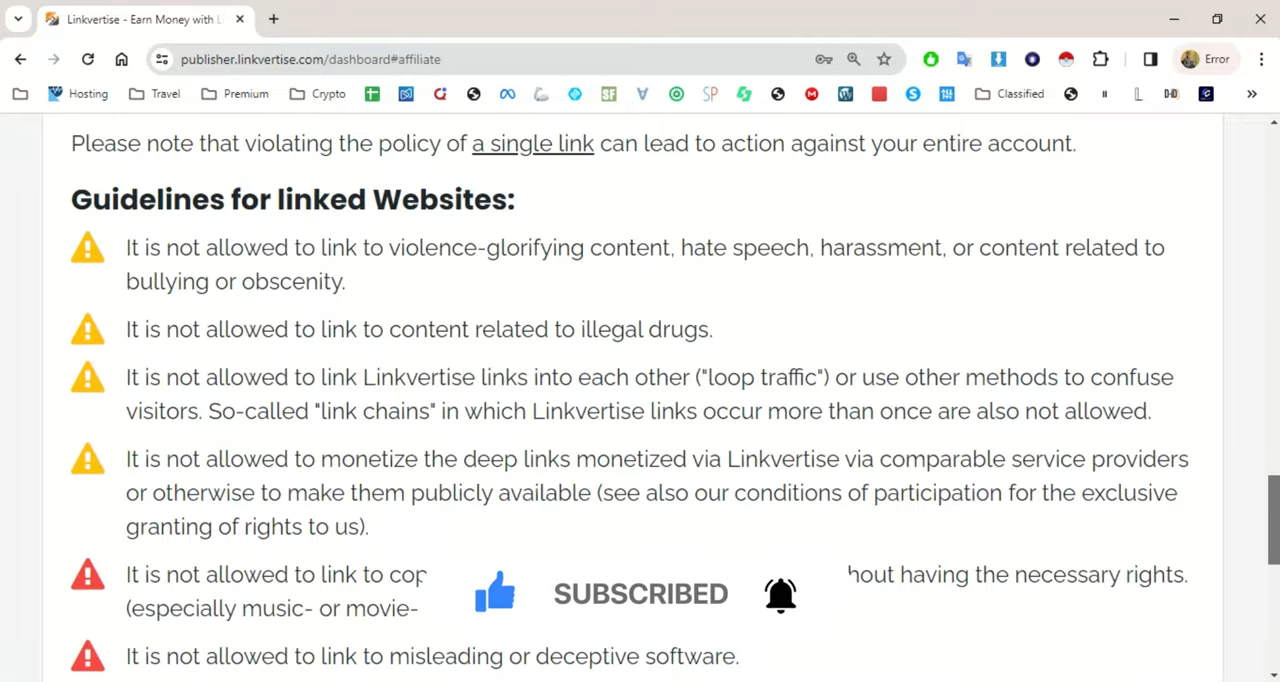 Linkvertise - Earn Money with L
publisher.linkvertise.com/dashboard#affiliate
Error
Hosting
Travel
Premium
Crypto
SF
SP
Classified
Please note that violating the policy of a single link can lead to action against your entire account.
Guidelines for linked Websites:
It is not allowed to link to violence-glorifying content, hate speech, harassment, or content related to
bullying or obscenity.
It is not allowed to link to content related to illegal drugs.
It is not allowed to link Linkvertise links into each other ("loop traffic") or use other methods to confuse
visitors. So-called "link chains" in which Linkvertise links occur more than once are also not allowed.
It is not allowed to monetize the deep links monetized via Linkvertise via comparable service providers
or otherwise to make them publicly available (see also our conditions of participation for the exclusive
granting of rights to us).
It is not allowed to link to cop
hout having the necessary rights.
(especially music- or movie-
SUBSCRIBED
It is not allowed to link to misleading or deceptive software.